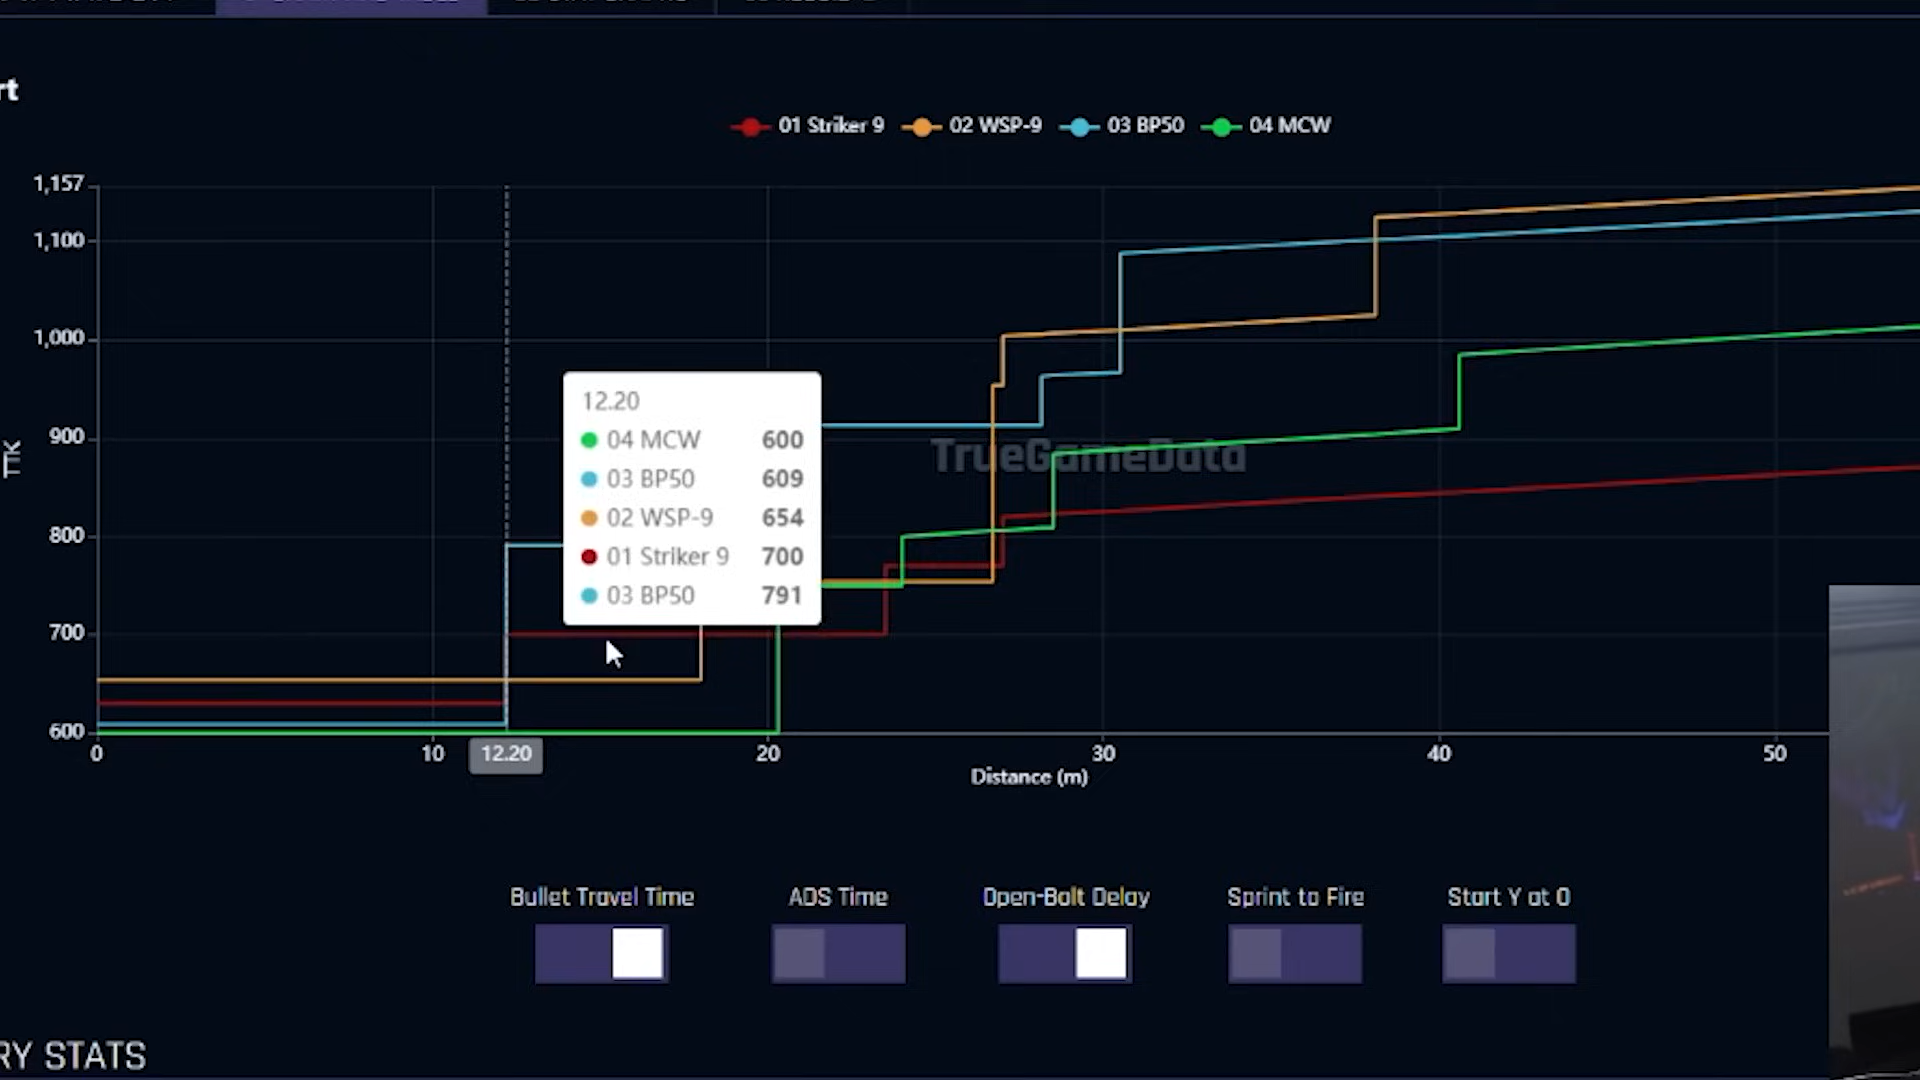 rt
01 Striker 9 02 WSP-9 03 BP50 04 MCW
1,157
1,100
1,000
900
800
700
600
TTK
TrueGameData
12.20
04 MCW 600
03 BP50 609
02 WSP-9 654
01 Striker 9 700
03 BP50 791
0 10 12.20 20 30 40 50
Distance (m)
Bullet Travel Time ADS Time Open-Bolt Delay Sprint to Fire Start Y at 0
RY STATS